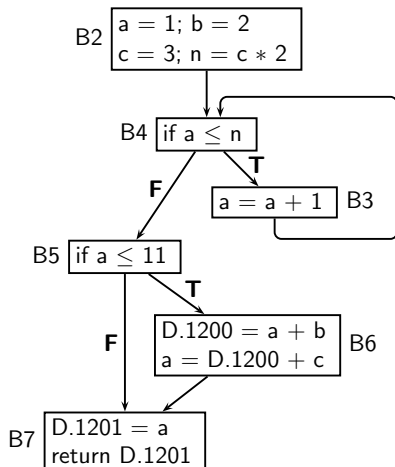 B2
a = 1; b = 2
c = 3; n = c * 2
B4
if a ≤ n
F
T
a = a + 1
B3
B5
if a ≤ 11
F
T
D.1200 = a + b
a = D.1200 + c
B6
B7
D.1201 = a
return D.1201